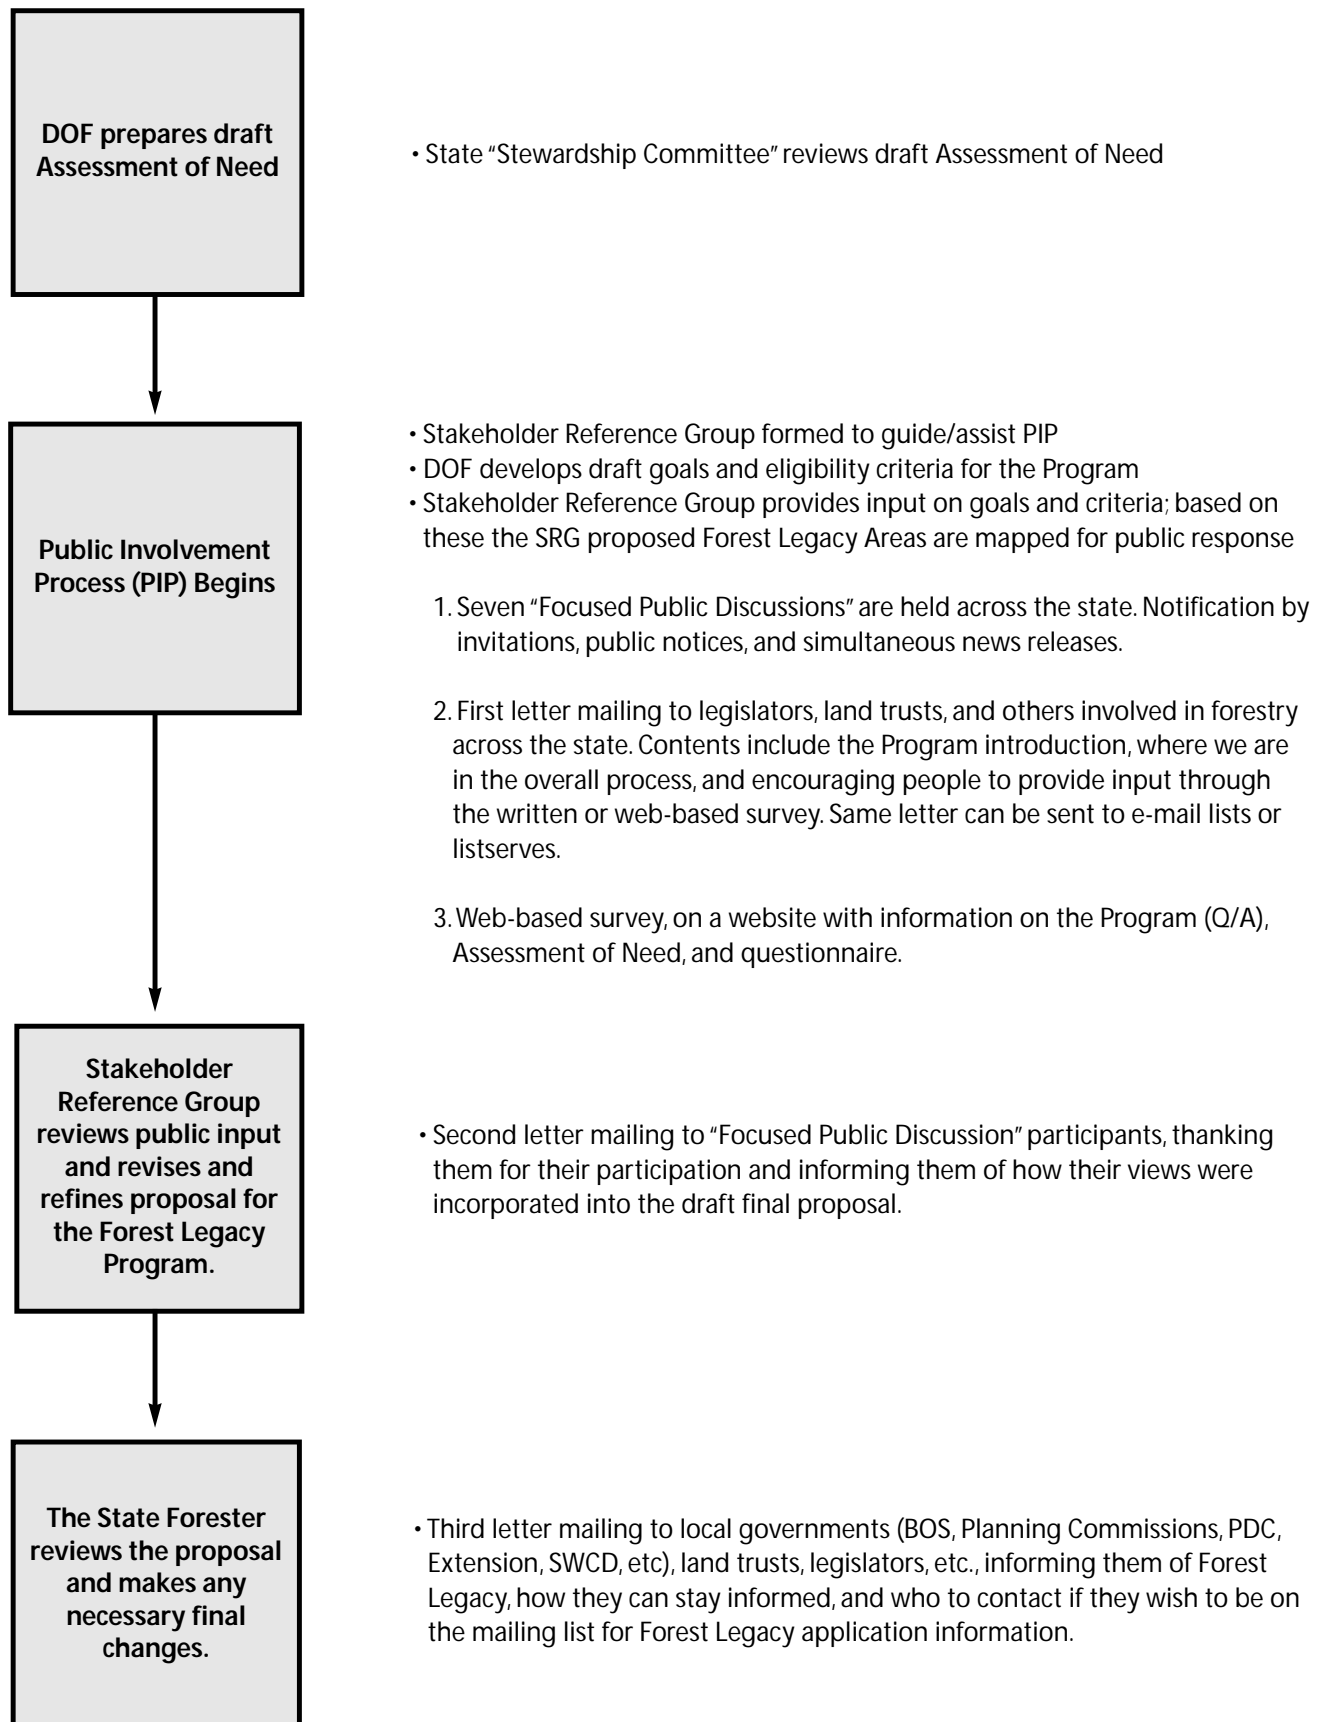 DOF prepares draft
Assessment of Need
• State “Stewardship Committee” reviews draft Assessment of Need
Public Involvement
Process (PIP) Begins
• Stakeholder Reference Group formed to guide/assist PIP
• DOF develops draft goals and eligibility criteria for the Program
• Stakeholder Reference Group provides input on goals and criteria; based on
these the SRG proposed Forest Legacy Areas are mapped for public response
1. Seven “Focused Public Discussions” are held across the state. Notification by
invitations, public notices, and simultaneous news releases.
2. First letter mailing to legislators, land trusts, and others involved in forestry
across the state. Contents include the Program introduction, where we are
in the overall process, and encouraging people to provide input through
the written or web-based survey. Same letter can be sent to e-mail lists or
listserves.
3. Web-based survey, on a website with information on the Program (Q/A),
Assessment of Need, and questionnaire.
Stakeholder
Reference Group
reviews public input
and revises and
refines proposal for
the Forest Legacy
Program.
• Second letter mailing to “Focused Public Discussion” participants, thanking
them for their participation and informing them of how their views were
incorporated into the draft final proposal.
The State Forester
reviews the proposal
and makes any
necessary final
changes.
• Third letter mailing to local governments (BOS, Planning Commissions, PDC,
Extension, SWCD, etc), land trusts, legislators, etc., informing them of Forest
Legacy, how they can stay informed, and who to contact if they wish to be on
the mailing list for Forest Legacy application information.